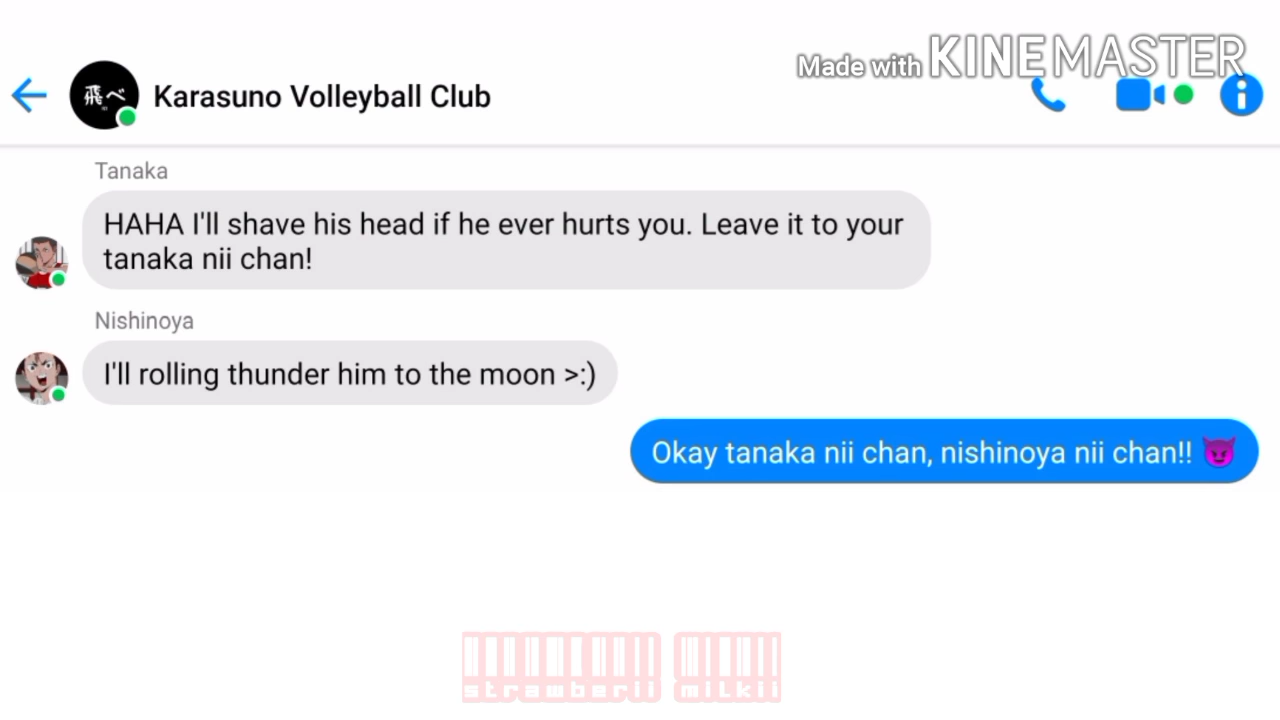 Made with KINEMASTER
飛べ
Karasuno Volleyball Club
Tanaka
HAHA I'll shave his head if he ever hurts you. Leave it to your
tanaka nii chan!
Nishinoya
I'll rolling thunder him to the moon >:)
Okay tanaka nii chan, nishinoya nii chan!! 😈
strawberii milkii